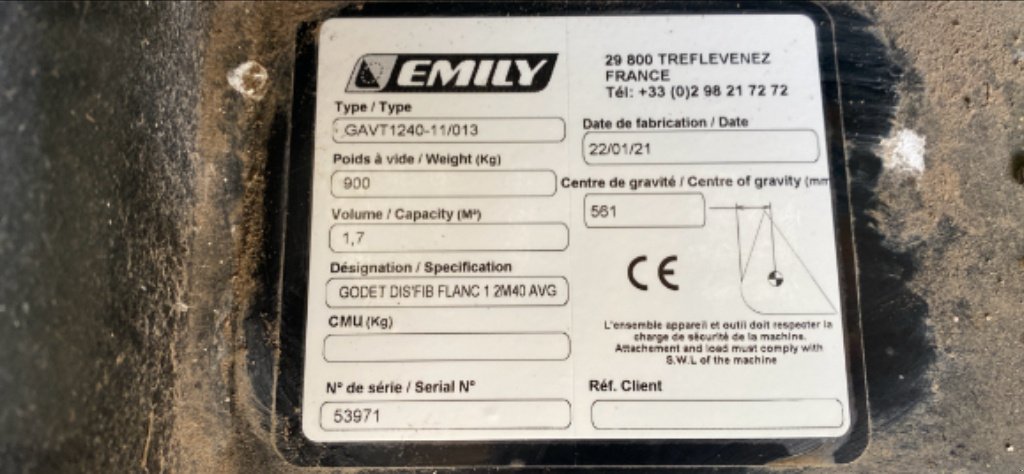 EMILY
29 800 TREFLEVENEZ
FRANCE
Tél: +33 (0)2 98 21 72 72
Type / Type
GAVT1240-11/013
Date de fabrication / Date
22/01/21
Poids à vide / Weight (Kg)
900
Centre de gravité / Centre of gravity (mm
561
Volume / Capacity (M³)
1,7
Désignation / Specification
GODET DIS'FIB FLANC 1 2M40 AVG
CE
CMU (Kg)
L'ensemble appareil et outil doit respecter la
charge de sécurité de la machine.
Attachement and load must comply with
S.W.L of the machine
N° de série / Serial N°
53971
Réf. Client